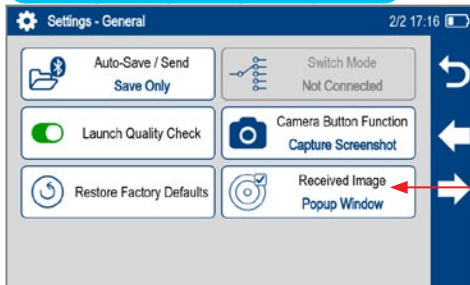 Settings - General
2/2 17:16
Auto-Save / Send
Save Only
Switch Mode
Not Connected
Launch Quality Check
Camera Button Function
Capture Screenshot
Restore Factory Defaults
Received Image
Popup Window